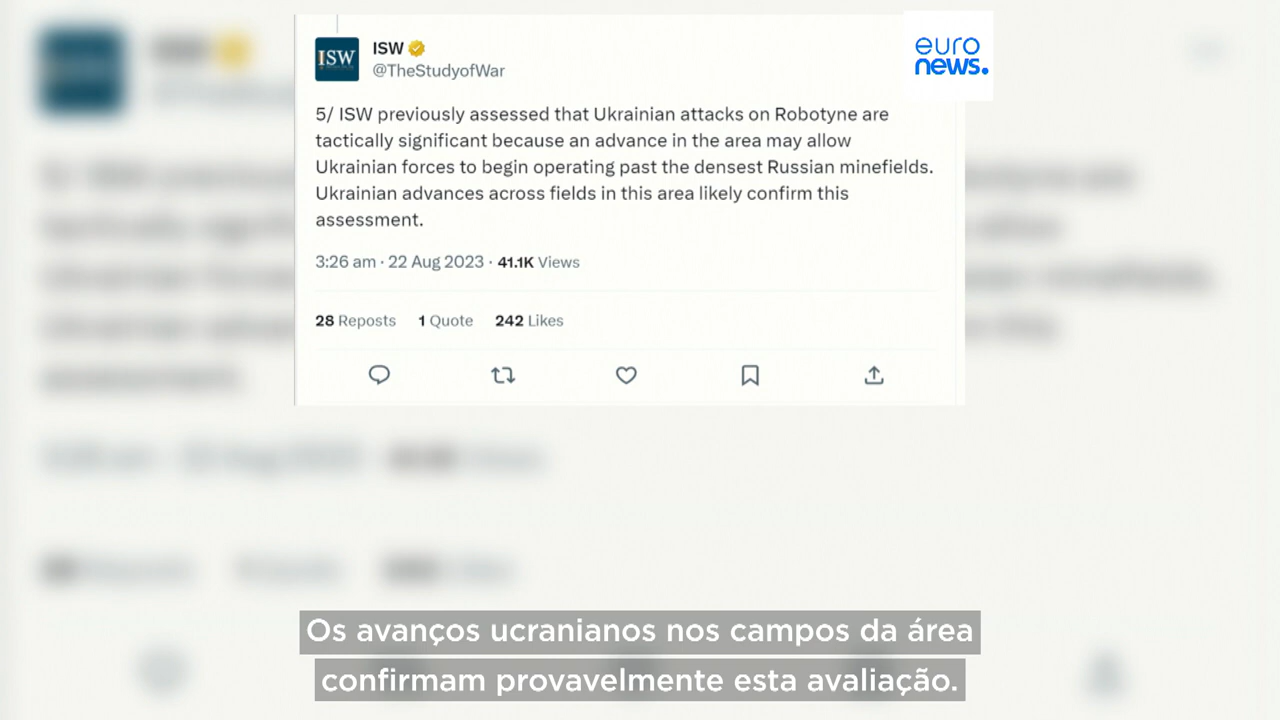 ISW
ISW
@TheStudyofWar
euro
news.
5/ ISW previously assessed that Ukrainian attacks on Robotyne are
tactically significant because an advance in the area may allow
Ukrainian forces to begin operating past the densest Russian minefields.
Ukrainian advances across fields in this area likely confirm this
assessment.
3:26 am · 22 Aug 2023 · 41.1K Views
28 Reposts 1 Quote 242 Likes
Os avanços ucranianos nos campos da área
confirmam provavelmente esta avaliação.